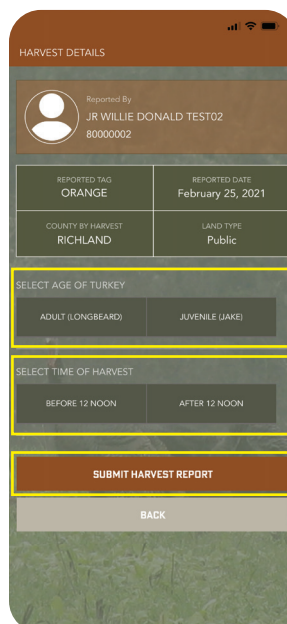 HARVEST DETAILS
Reported By
JR WILLIE DONALD TEST02
80000002
REPORTED TAG
ORANGE
REPORTED DATE
February 25, 2021
COUNTY BY HARVEST
RICHLAND
LAND TYPE
Public
SELECT AGE OF TURKEY
ADULT (LONGBEARD)
JUVENILE (JAKE)
SELECT TIME OF HARVEST
BEFORE 12 NOON
AFTER 12 NOON
SUBMIT HARVEST REPORT
BACK